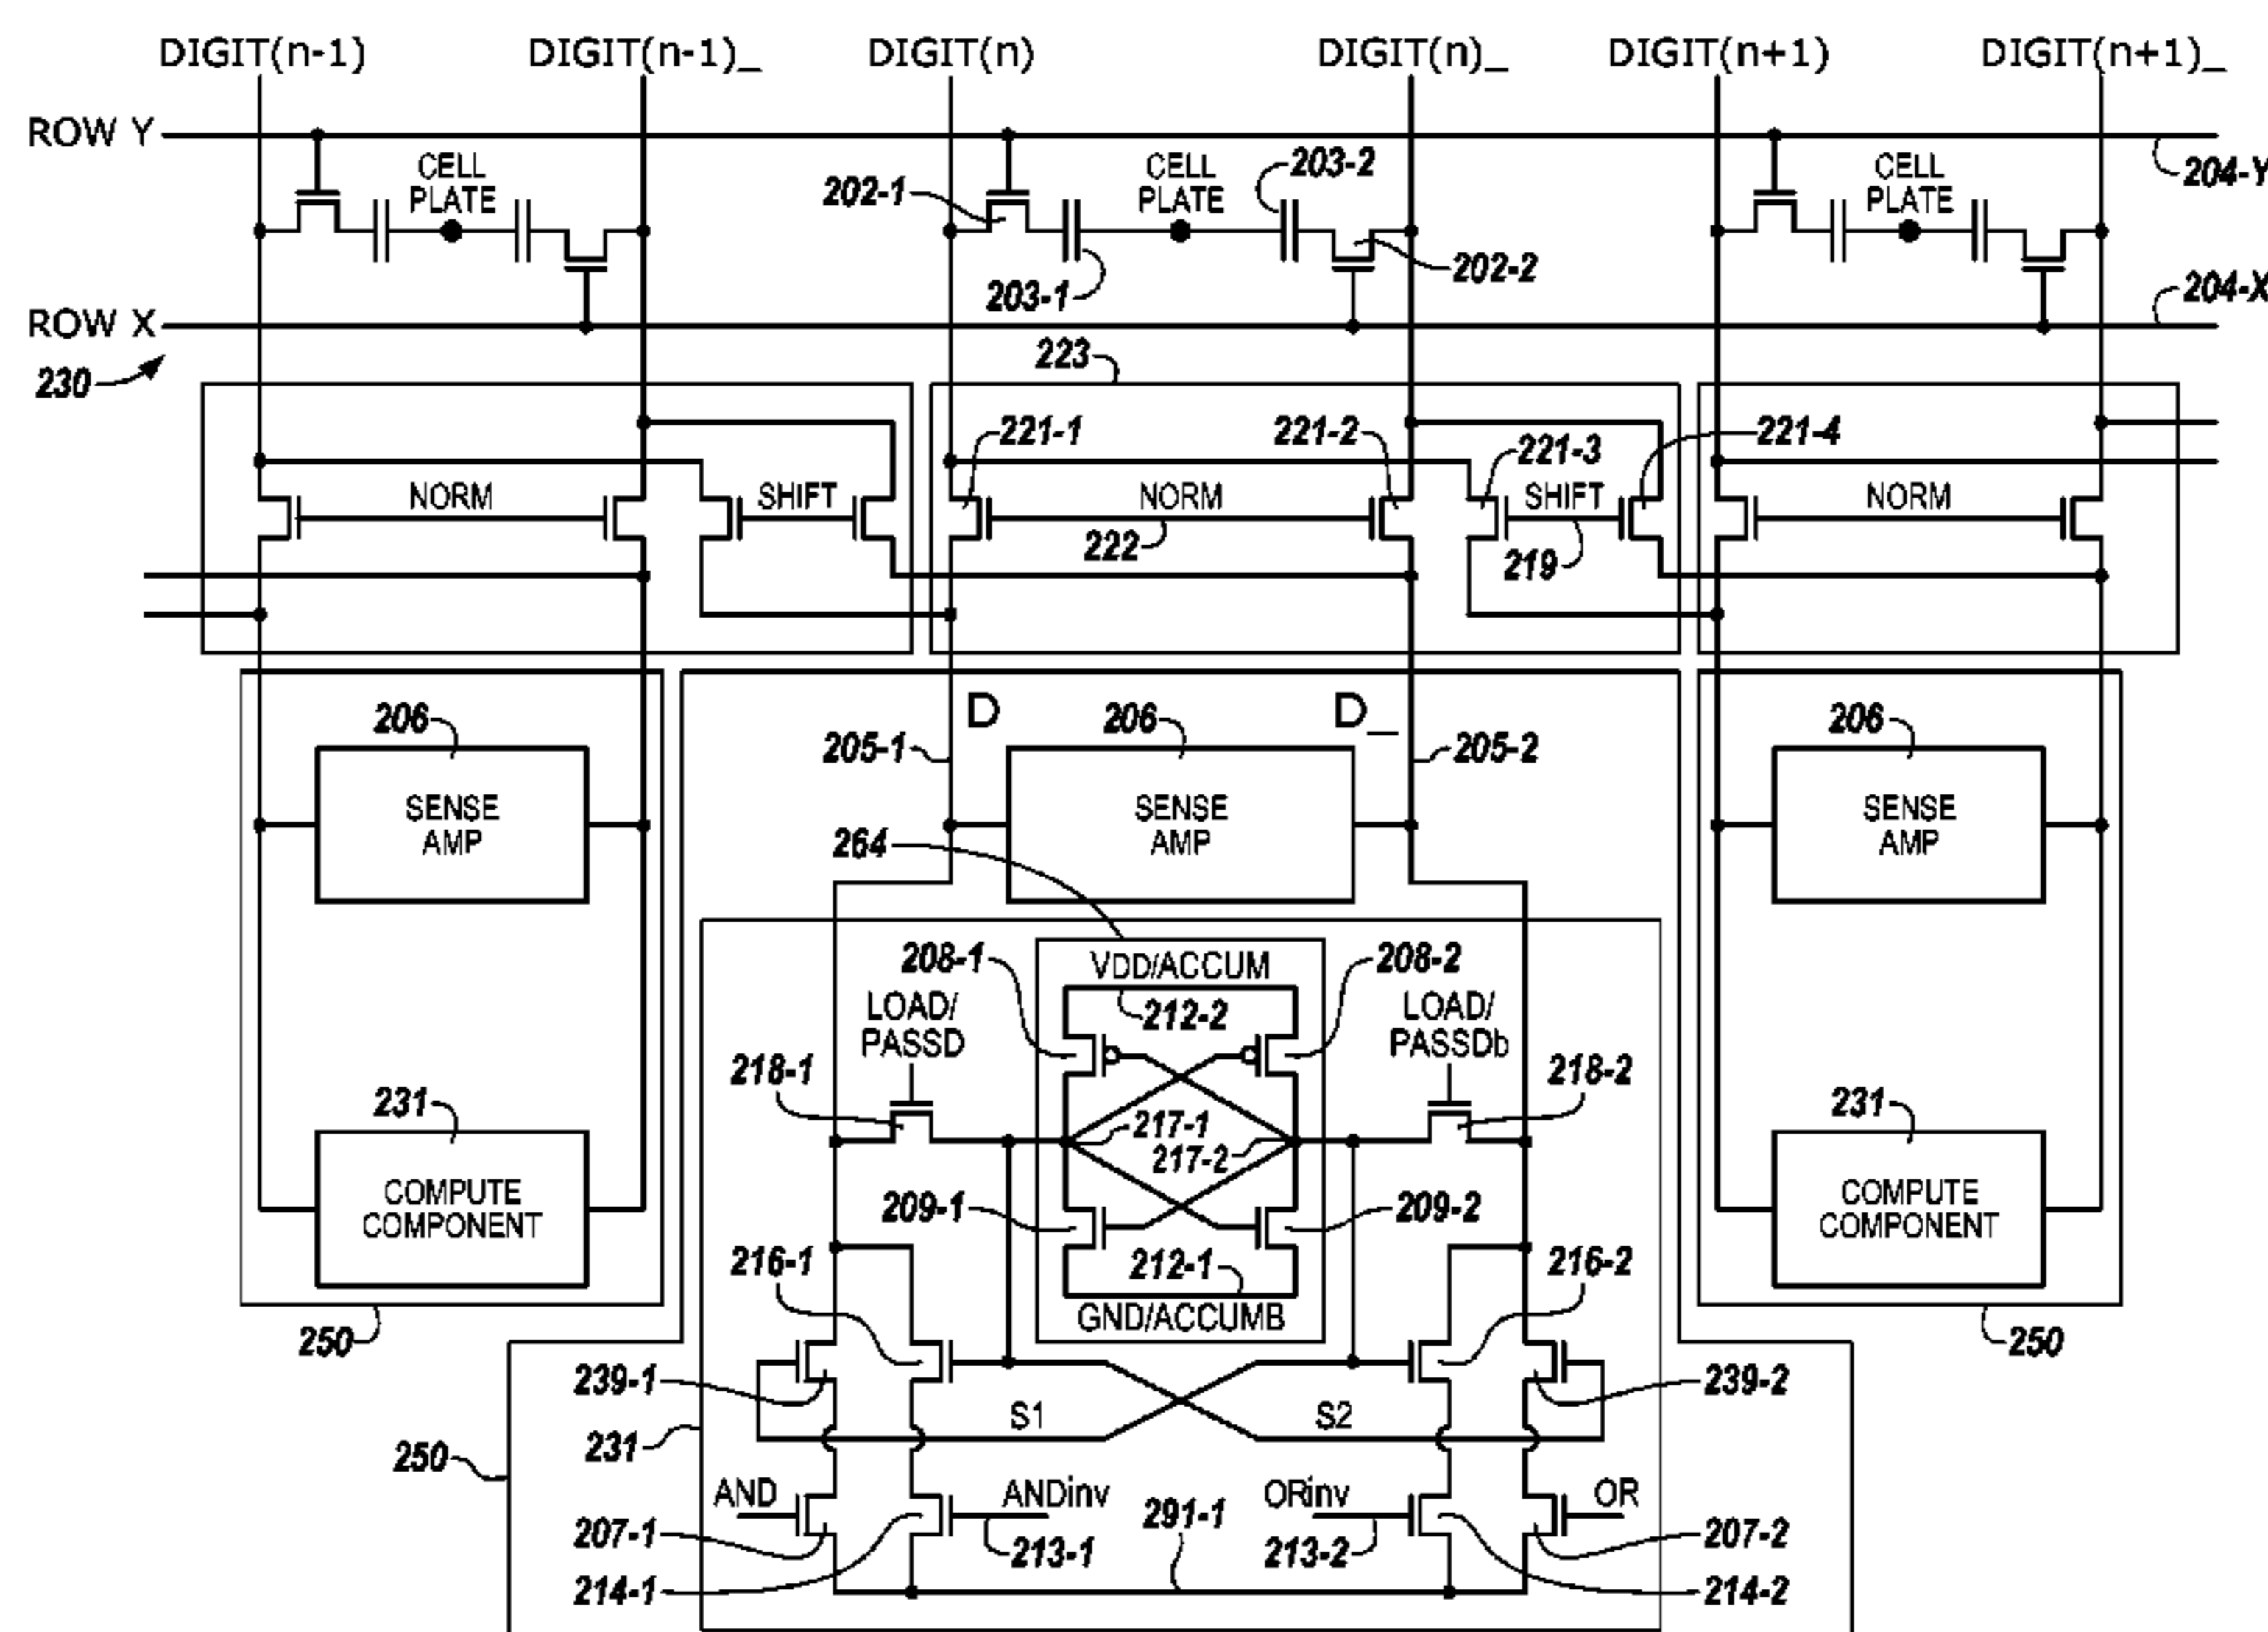 DIGIT(n-1) DIGIT(n-1)_ DIGIT(n) DIGIT(n)_ DIGIT(n+1) DIGIT(n+1)_
ROW Y
204-Y
CELL PLATE
202-1
CELL PLATE
203-2
CELL PLATE
203-1
202-2
ROW X
204-X
230
223
221-1
221-2
221-3
221-4
NORM
SHIFT
NORM
SHIFT
NORM
222
219
D
D_
206
205-1
206
205-2
206
SENSE AMP
SENSE AMP
SENSE AMP
264
208-1
VDD/ACCUM
208-2
LOAD/ PASSD
212-2
LOAD/ PASSDb
218-1
218-2
231
217-1
217-2
231
COMPUTE COMPONENT
209-1
209-2
COMPUTE COMPONENT
216-1
212-1
216-2
GND/ACCUMB
250
250
239-1
239-2
S1
S2
231
250
AND
ANDinv
291-1
ORinv
OR
207-1
213-1
213-2
207-2
214-1
214-2